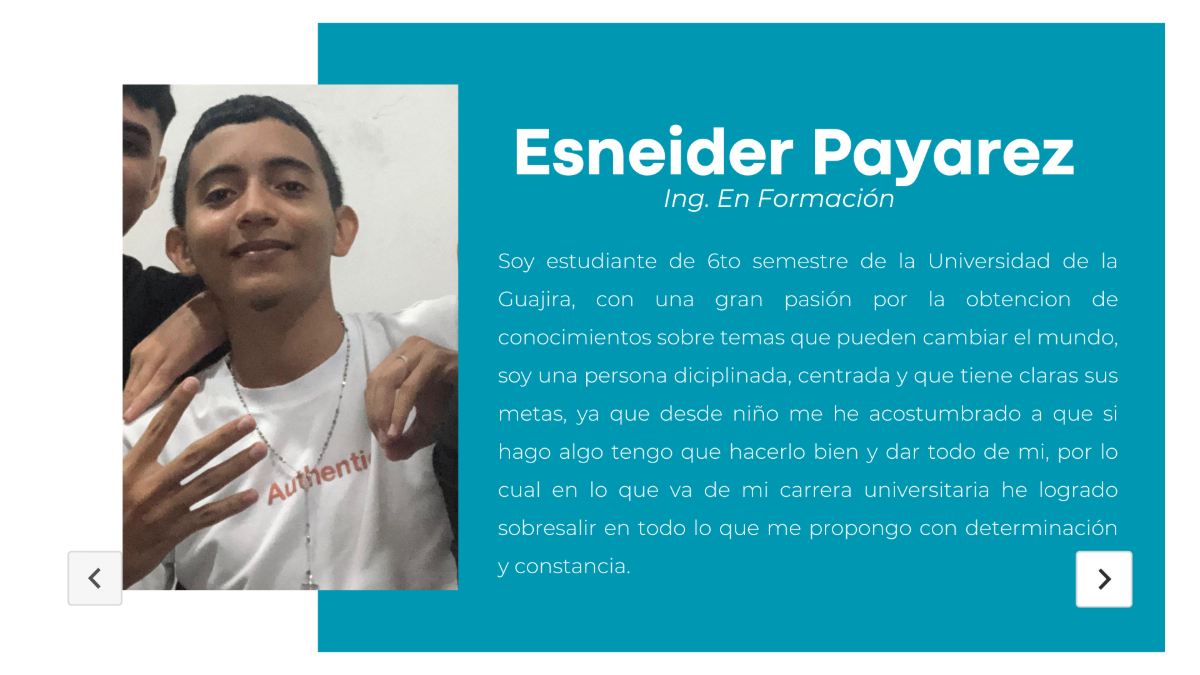 Esneider Payarez
Ing. En Formación
Soy estudiante de 6to semestre de la Universidad de la
Guajira, con una gran pasión por la obtencion de
conocimientos sobre temas que pueden cambiar el mundo,
soy una persona diciplinada, centrada y que tiene claras sus
metas, ya que desde niño me he acostumbrado a que si
hago algo tengo que hacerlo bien y dar todo de mi, por lo
cual en lo que va de mi carrera universitaria he logrado
sobresalir en todo lo que me propongo con determinación
y constancia.
Authentic